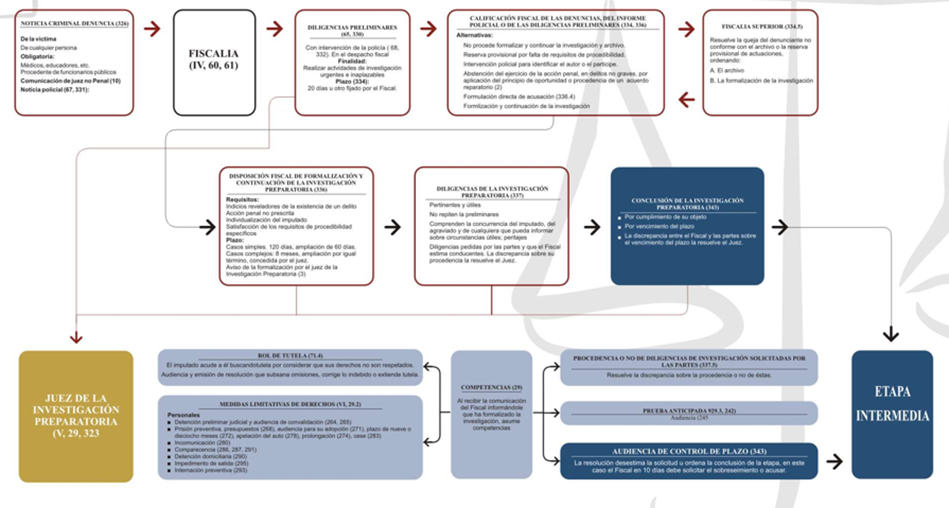 NOTICIA CRIMINAL DENUNCIA (326)
De la víctima
De cualquier persona
Obligatoria:
Médicos, educadores, etc.
Procedente de funcionarios públicos
Comunicación de juez no Penal (10)
Noticia policial (67, 331):
FISCALIA
(IV, 60, 61)
DILIGENCIAS PRELIMINARES
(65, 330)
Con intervención de la policía ( 68,
332). En el despacho fiscal
Finalidad:
Realizar actividades de investigación
urgentes e inaplazables
Plazo (334):
20 días u otro fijado por el Fiscal.
CALIFICACIÓN FISCAL DE LAS DENUNCIAS, DEL INFORME
POLICIAL O DE LAS DILIGENCIAS PRELIMINARES (334, 336)
Alternativas:
No procede formalizar y continuar la investigación y archivo.
Reserva provisional por falta de requisitos de procedibilidad.
Intervención policial para identificar el autor o el partícipe.
Abstención del ejercicio de la acción penal, en delitos no graves, por
aplicación del principio de oportunidad o procedencia de un acuerdo
reparatorio (2)
Formulación directa de acusación (336.4)
Formlización y continuación de la investigación
FISCALIA SUPERIOR (334.5)
Resuelve la queja del denunciante no
conforme con el archivo o la reserva
provisional de actuaciones,
ordenando:
A. El archivo
B. La formalización de la investigación
DISPOSICIÓN FISCAL DE FORMALIZACIÓN Y
CONTINUACIÓN DE LA INVESTIGACIÓN
PREPARATORIA (336)
Requisitos:
Indicios reveladores de la existencia de un delito
Acción penal no prescrita
Individualización del imputado
Satisfacción de los requisitos de procedibilidad
específicos
Plazo:
Casos simples. 120 días, ampliación de 60 días.
Casos complejos: 8 meses, ampliación por igual
término, concedida por el juez.
Aviso de la formalización por el juez de la
Investigación Preparatoria (3)
DILIGENCIAS DE LA INVESTIGACIÓN
PREPARATORIA (337)
Pertinentes y útiles
No repiten la preliminares
Comprenden la concurrencia del imputado, del
agraviado y de cualquiera que pueda informar
sobre circunstancias útiles; peritajes
Diligencias pedidas por las partes y que el Fiscal
estima conducentes. La discrepancia sobre su
procedencia la resuelve el Juez.
CONCLUSIÓN DE LA INVESTIGACIÓN
PREPARATORIA (343)
Por cumplimiento de su objeto
Por vencimiento del plazo
La discrepancia entre el Fiscal y las partes sobre
el vencimiento del plazo la resuelve el Juez.
JUEZ DE LA
INVESTIGACIÓN
PREPARATORIA
(V, 29, 323
ROL DE TUTELA (71.4)
El imputado acude a él buscandotutela por considerar que sus derechos no son respetados.
Audiencia y emisión de resolución que subsana omisiones, corrige lo indebido o extende tutela.
MEDIDAS LIMITATIVAS DE DERECHOS (VI, 29.2)
Personales
Detención preliminar judicial y audiencia de convalidación (264, 265)
Prisión preventiva, presupuestos (268), audiencia para su adopción (271), plazo de nueve o
dieciocho meses (272), apelación del auto (278), prolongación (274), cese (283)
Incomunicación (280)
Comparecencia (286, 287, 291)
Detención domiciliaria (290)
Impedimento de salida (295)
Internación preventiva (293)
COMPETENCIAS (29)
Al recibir la comunicación
del Fiscal informándole
que ha formalizado la
investigación, asume
competencias
PROCEDENCIA O NO DE DILIGENCIAS DE INVESTIGACIÓN SOLICITADAS POR
LAS PARTES (337.5)
Resuelve la discrepancia sobre la procedencia o no de éstas.
PRUEBA ANTICIPADA 929.3, 242)
Audiencia (245
AUDIENCIA DE CONTROL DE PLAZO (343)
La resolución desestima la solicitud u ordena la conclusión de la etapa, en este
caso el Fiscal en 10 días debe solicitar el sobreseimiento o acusar.
ETAPA
INTERMEDIA